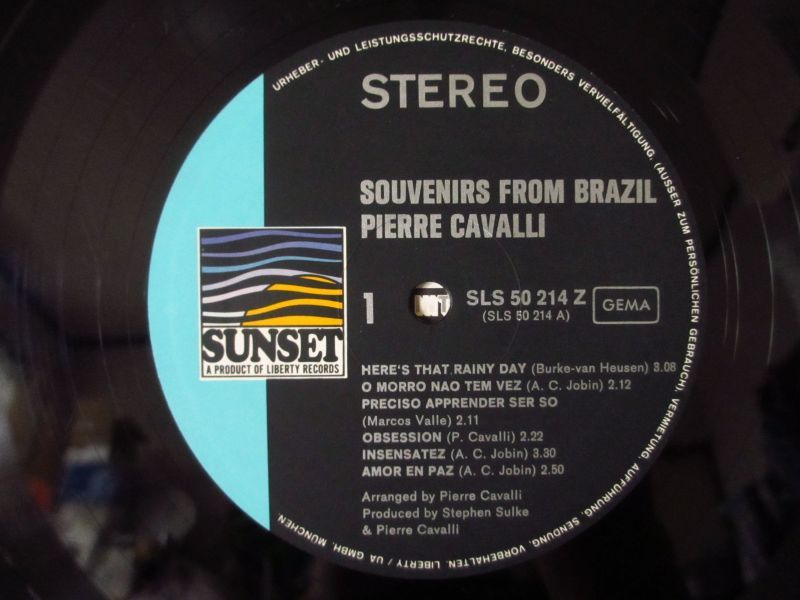 URHEBER- UND LEISTUNGSSCHUTZRECHTE, BESONDERS VERVIELFÄLTIGUNG, (AUSSER ZUM PERSÖNLICHEN GEBRAUCH), VERMIETUNG, AUFFÜHRUNG, SENDUNG, VORBEHALTEN. LIBERTY / UA GMBH, MÜNCHEN
STEREO
SOUVENIRS FROM BRAZIL
PIERRE CAVALLI
1
SLS 50 214 Z
(SLS 50 214 A)
GEMA
SUNSET
A PRODUCT OF LIBERTY RECORDS
HERE'S THAT RAINY DAY (Burke-van Heusen) 3.08
O MORRO NAO TEM VEZ (A. C. Jobin) 2.12
PRECISO APPRENDER SER SO
(Marcos Valle) 2.11
OBSESSION (P. Cavalli) 2.22
INSENSATEZ (A. C. Jobin) 3.30
AMOR EN PAZ (A. C. Jobin) 2.50
Arranged by Pierre Cavalli
Produced by Stephen Sulke
& Pierre Cavalli